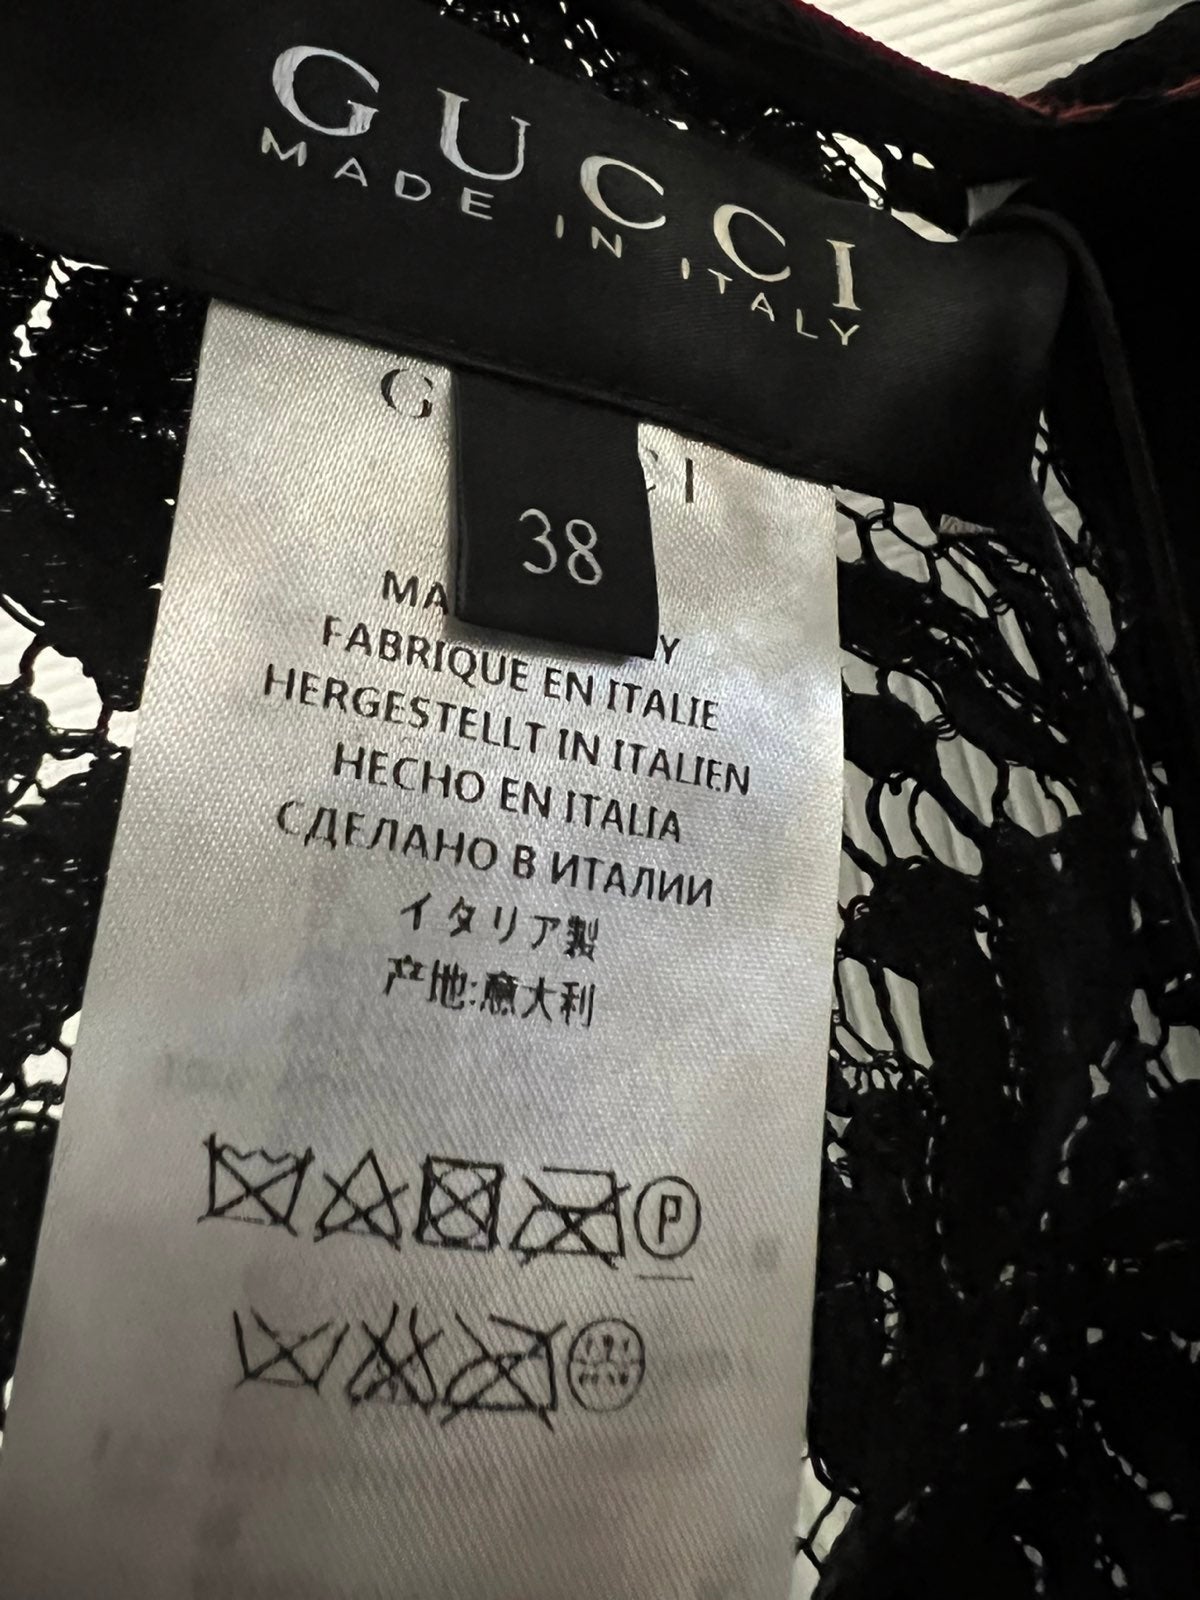 GUCCI
MADE IN ITALY
38
FABRIQUE EN ITALIE
HERGESTELLT IN ITALIEN
HECHO EN ITALIA
СДЕЛАНО В ИТАЛИИ
イタリア製
产地:意大利
P